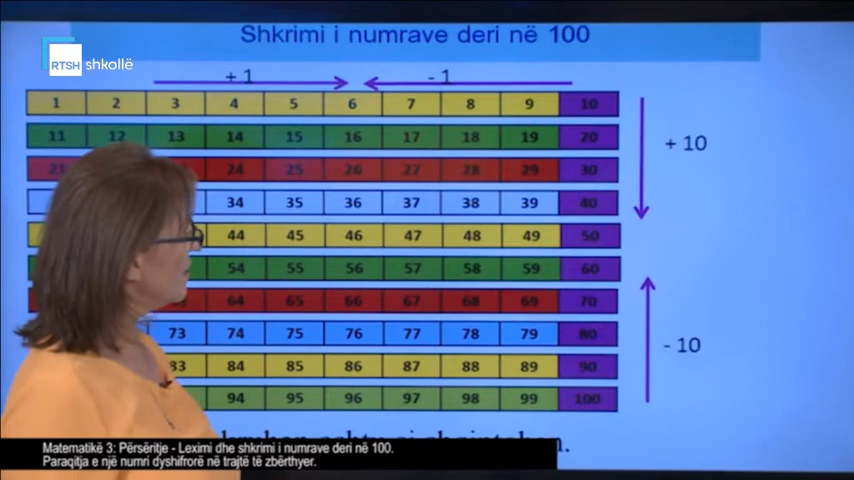 Shkrimi i numrave deri në 100
RTSH shkollë
+ 1 - 1
1 2 3 4 5 6 7 8 9 10
11 12 13 14 15 16 17 18 19 20
21 24 25 26 27 28 29 30
34 35 36 37 38 39 40
44 45 46 47 48 49 50
54 55 56 57 58 59 60
64 65 66 67 68 69 70
73 74 75 76 77 78 79 80
83 84 85 86 87 88 89 90
94 95 96 97 98 99 100
+ 10
- 10
Matematikë 3: Përsëritje - Leximi dhe shkrimi i numrave deri në 100.
Paraqitja e një numri dyshifrorë në trajtë të zbërthyer.